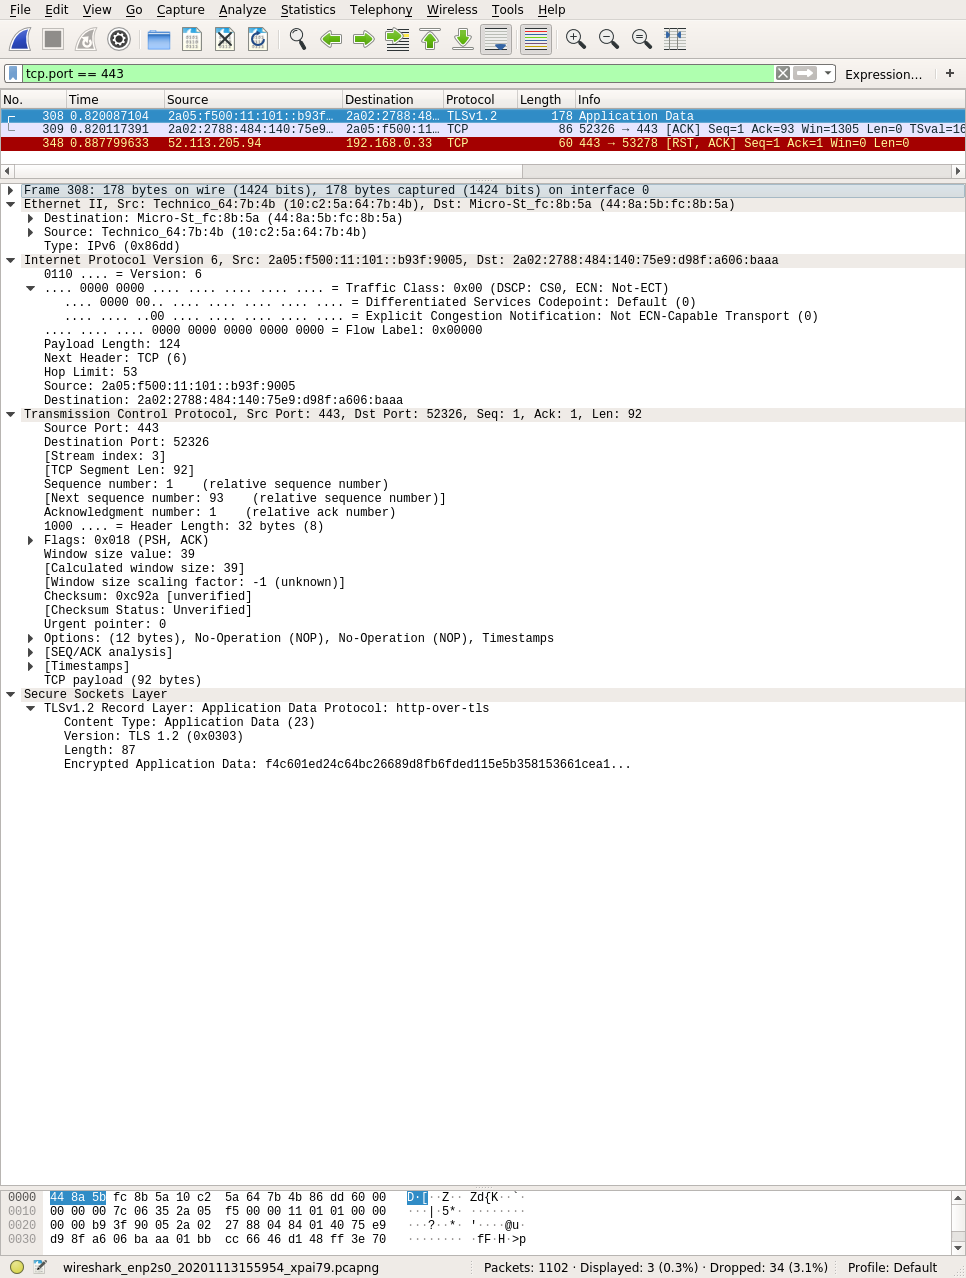 File Edit View Go Capture Analyze Statistics Telephony Wireless Tools Help
tcp.port == 443 Expression… +
No. Time Source Destination Protocol Length Info
308 0.820087104 2a05:f500:11:101::b93f… 2a02:2788:48… TLSv1.2 178 Application Data
309 0.820117391 2a02:2788:484:140:75e9… 2a05:f500:11… TCP 86 52326 → 443 [ACK] Seq=1 Ack=93 Win=1305 Len=0 TSval=16
348 0.887799633 52.113.205.94 192.168.0.33 TCP 60 443 → 53278 [RST, ACK] Seq=1 Ack=1 Win=0 Len=0
Frame 308: 178 bytes on wire (1424 bits), 178 bytes captured (1424 bits) on interface 0
Ethernet II, Src: Technico_64:7b:4b (10:c2:5a:64:7b:4b), Dst: Micro-St_fc:8b:5a (44:8a:5b:fc:8b:5a)
Destination: Micro-St_fc:8b:5a (44:8a:5b:fc:8b:5a)
Source: Technico_64:7b:4b (10:c2:5a:64:7b:4b)
Type: IPv6 (0x86dd)
Internet Protocol Version 6, Src: 2a05:f500:11:101::b93f:9005, Dst: 2a02:2788:484:140:75e9:d98f:a606:baaa
0110 .... = Version: 6
.... 0000 0000 .... .... .... .... .... = Traffic Class: 0x00 (DSCP: CS0, ECN: Not-ECT)
.... 0000 00.. .... .... .... .... .... = Differentiated Services Codepoint: Default (0)
.... .... ..00 .... .... .... .... .... = Explicit Congestion Notification: Not ECN-Capable Transport (0)
.... .... .... 0000 0000 0000 0000 0000 = Flow Label: 0x00000
Payload Length: 124
Next Header: TCP (6)
Hop Limit: 53
Source: 2a05:f500:11:101::b93f:9005
Destination: 2a02:2788:484:140:75e9:d98f:a606:baaa
Transmission Control Protocol, Src Port: 443, Dst Port: 52326, Seq: 1, Ack: 1, Len: 92
Source Port: 443
Destination Port: 52326
[Stream index: 3]
[TCP Segment Len: 92]
Sequence number: 1    (relative sequence number)
[Next sequence number: 93    (relative sequence number)]
Acknowledgment number: 1    (relative ack number)
1000 .... = Header Length: 32 bytes (8)
Flags: 0x018 (PSH, ACK)
Window size value: 39
[Calculated window size: 39]
[Window size scaling factor: -1 (unknown)]
Checksum: 0xc92a [unverified]
[Checksum Status: Unverified]
Urgent pointer: 0
Options: (12 bytes), No-Operation (NOP), No-Operation (NOP), Timestamps
[SEQ/ACK analysis]
[Timestamps]
TCP payload (92 bytes)
Secure Sockets Layer
TLSv1.2 Record Layer: Application Data Protocol: http-over-tls
Content Type: Application Data (23)
Version: TLS 1.2 (0x0303)
Length: 87
Encrypted Application Data: f4c601ed24c64bc26689d8fb6fded115e5b358153661cea1...
0000 44 8a 5b fc 8b 5a 10 c2 5a 64 7b 4b 86 dd 60 00 D·[··Z·· Zd{K··`·
0010 00 00 00 7c 06 35 2a 05 f5 00 00 11 01 01 00 00 ···|·5*· ········
0020 00 00 b9 3f 90 05 2a 02 27 88 04 84 01 40 75 e9 ···?··*· '····@u·
0030 d9 8f a6 06 ba aa 01 bb cc 66 46 d1 48 ff 3e 70 ········ ·fF·H·>p
wireshark_enp2s0_20201113155954_xpai79.pcapng Packets: 1102 · Displayed: 3 (0.3%) · Dropped: 34 (3.1%) Profile: Default